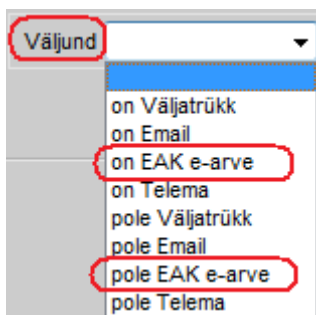 Väljund
on Väljatrükk
on Email
on EAK e-arve
on Telema
pole Väljatrükk
pole Email
pole EAK e-arve
pole Telema